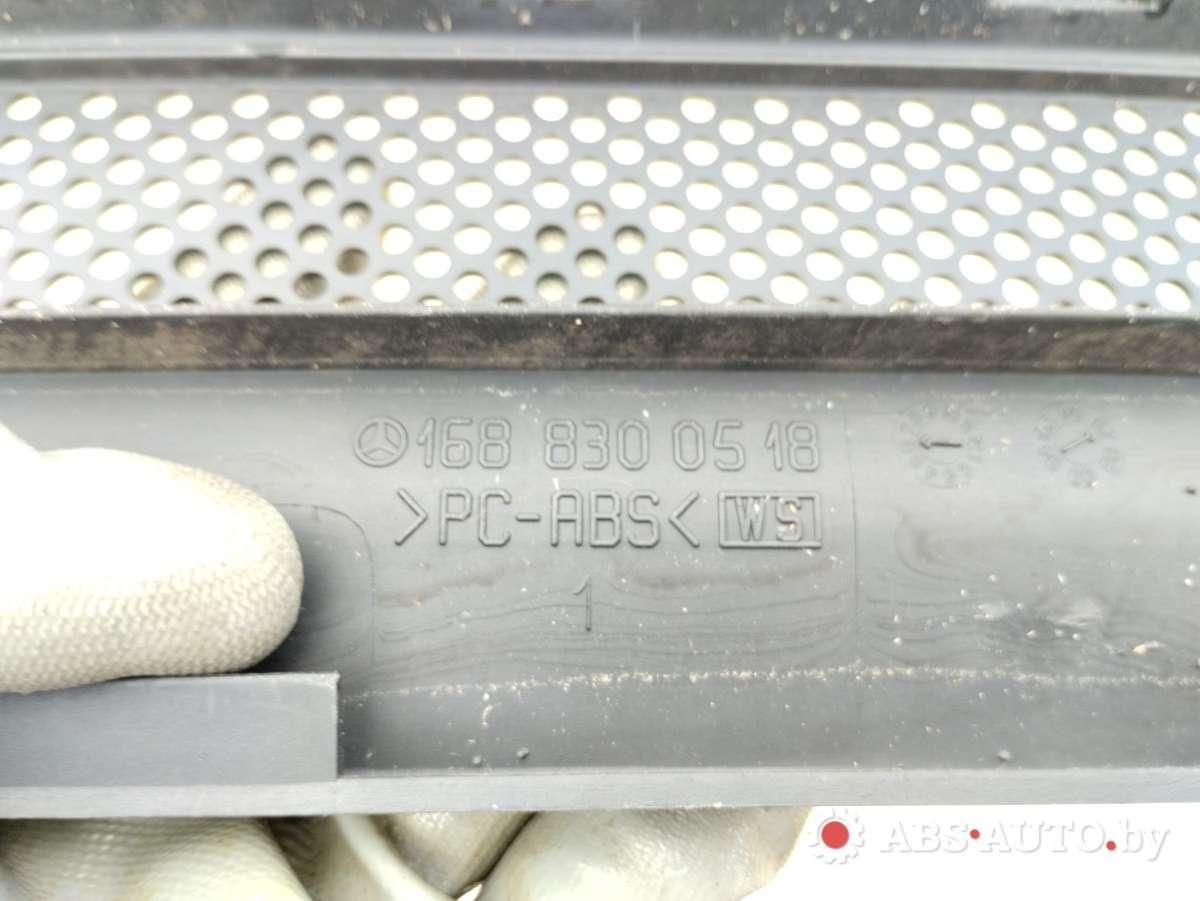 168 830 05 18
>PC-ABS< WS
1
ABS-AUTO.by